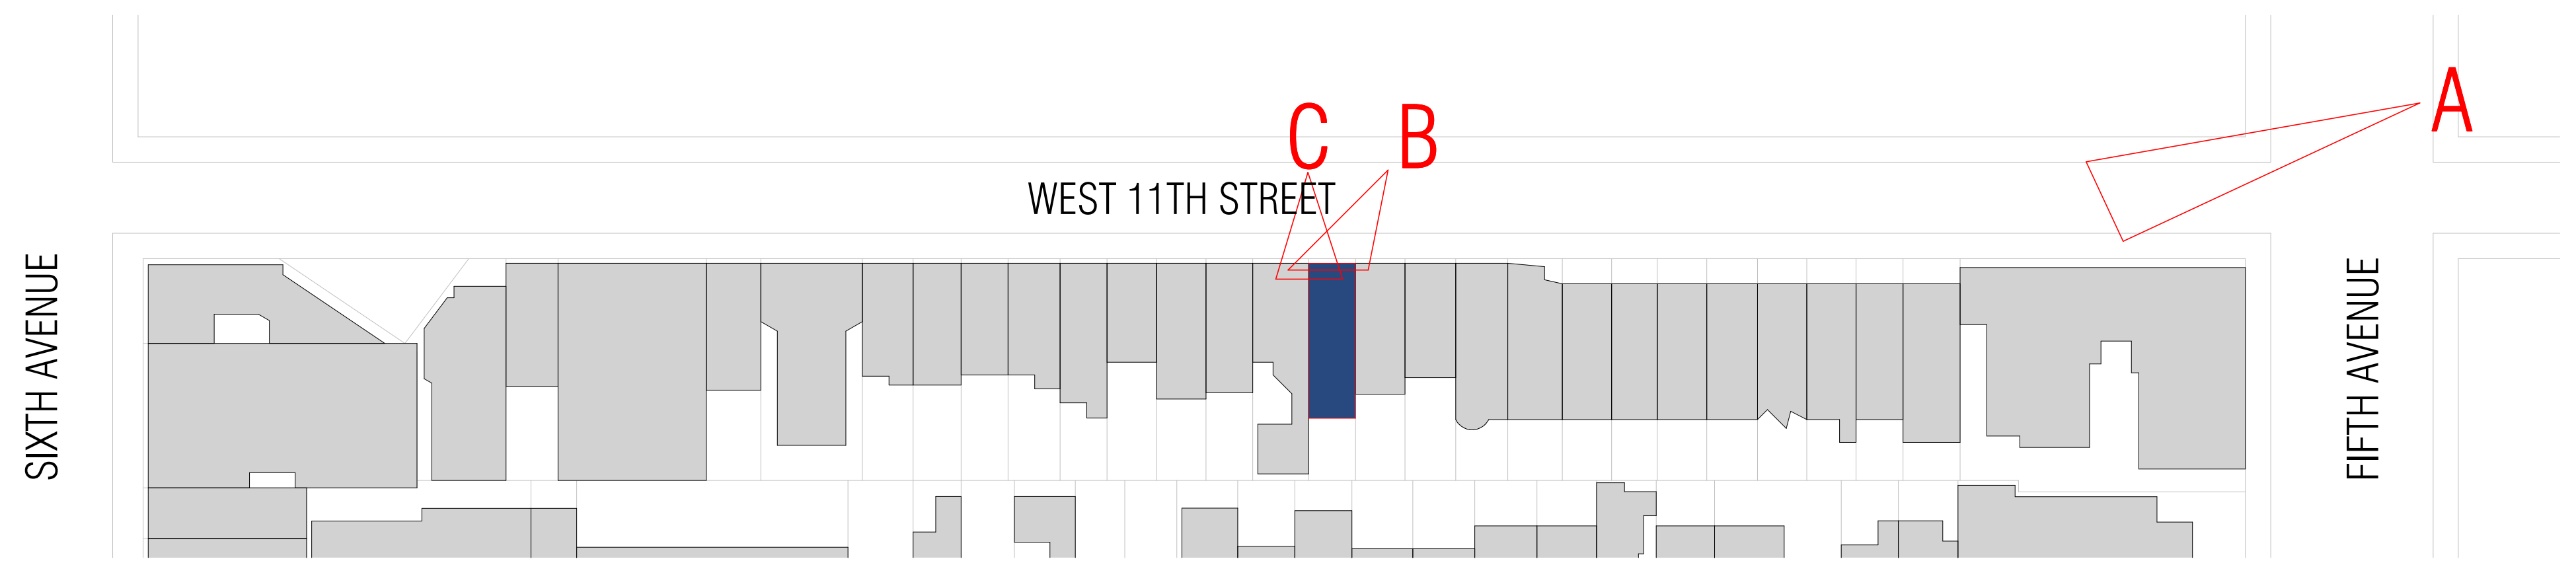 A
C B
WEST 11TH STREET
SIXTH AVENUE
FIFTH AVENUE